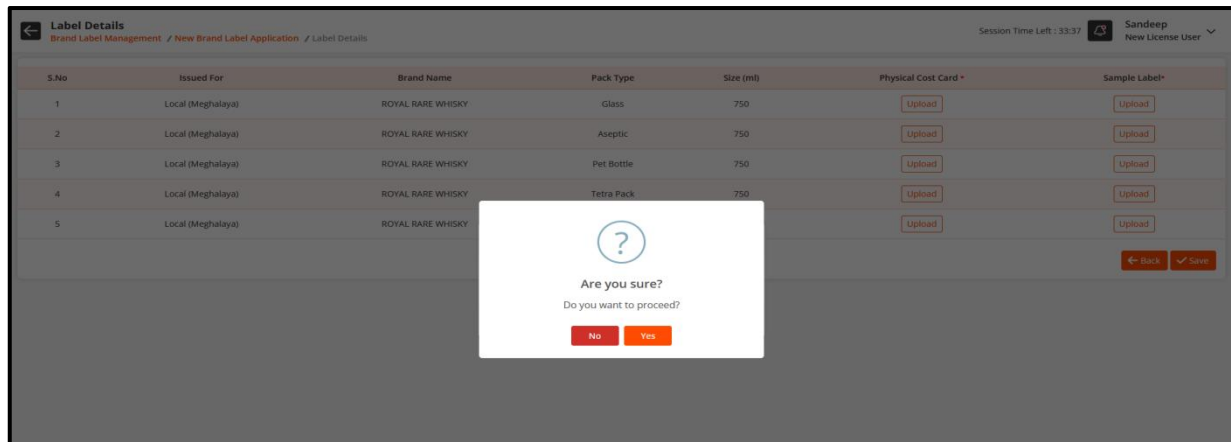 Label Details
Brand Label Management / New Brand Label Application / Label Details
Session Time Left : 33:37
Sandeep
New License User
S.No Issued For Brand Name Pack Type Size (ml) Physical Cost Card * Sample Label*
1 Local (Meghalaya) ROYAL RARE WHISKY Glass 750 Upload Upload
2 Local (Meghalaya) ROYAL RARE WHISKY Aseptic 750 Upload Upload
3 Local (Meghalaya) ROYAL RARE WHISKY Pet Bottle 750 Upload Upload
4 Local (Meghalaya) ROYAL RARE WHISKY Tetra Pack 750 Upload Upload
5 Local (Meghalaya) ROYAL RARE WHISKY Upload Upload
Back Save
?
Are you sure?
Do you want to proceed?
No Yes